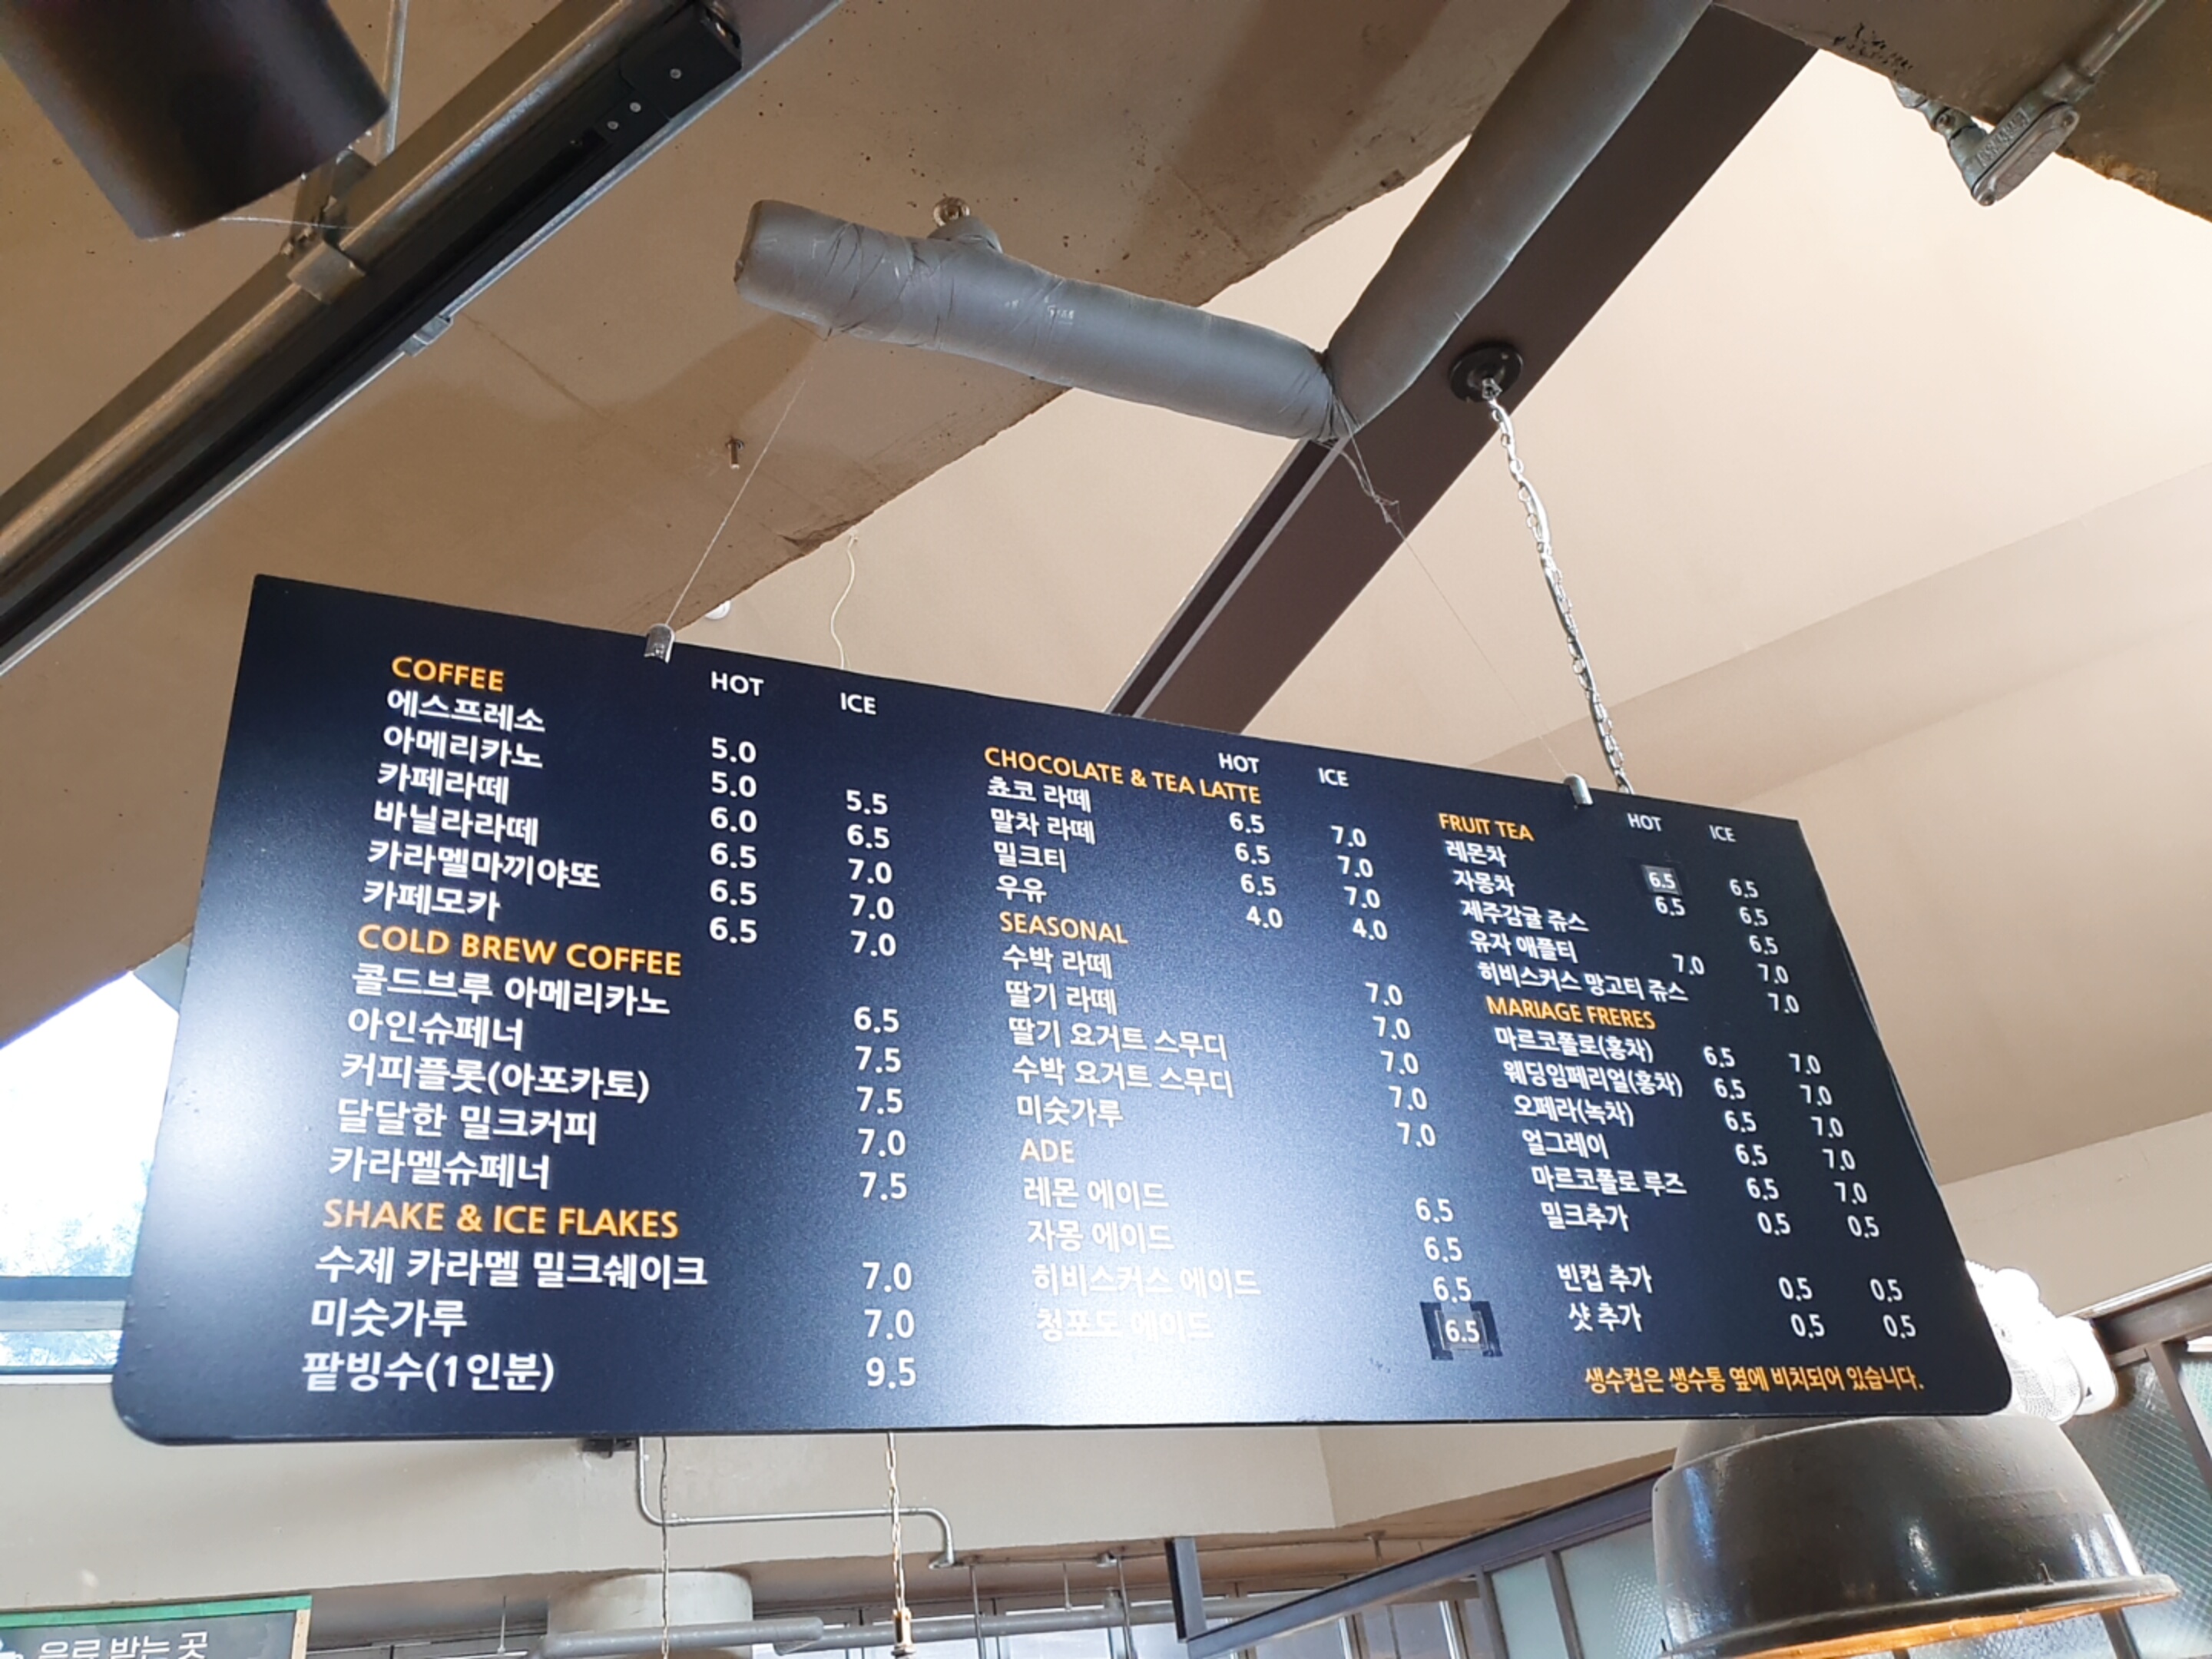 COFFEE HOT ICE
에스프레소 5.0
아메리카노 5.0 5.5
카페라떼 6.0 6.5
바닐라라떼 6.5 7.0
카라멜마끼야또 6.5 7.0
카페모카 6.5 7.0
COLD BREW COFFEE
콜드브루 아메리카노 6.5
아인슈페너 7.5
커피플롯(아포카토) 7.5
달달한 밀크커피 7.0
카라멜슈페너 7.5
SHAKE & ICE FLAKES
수제 카라멜 밀크쉐이크 7.0
미숫가루 7.0
팥빙수(1인분) 9.5
CHOCOLATE & TEA LATTE HOT ICE
쵸코 라떼 6.5 7.0
말차 라떼 6.5 7.0
밀크티 6.5 7.0
우유 4.0 4.0
SEASONAL
수박 라떼 7.0
딸기 라떼 7.0
딸기 요거트 스무디 7.0
수박 요거트 스무디 7.0
미숫가루 7.0
ADE
레몬 에이드 6.5
자몽 에이드 6.5
히비스커스 에이드 6.5
청포도 에이드 6.5
FRUIT TEA HOT ICE
레몬차 6.5 6.5
자몽차 6.5 6.5
제주감귤 쥬스 6.5
유자 애플티 7.0 7.0
히비스커스 망고티 쥬스 7.0
MARIAGE FRERES
마르코폴로(홍차) 6.5 7.0
웨딩임페리얼(홍차) 6.5 7.0
오페라(녹차) 6.5 7.0
얼그레이 6.5 7.0
마르코폴로 루즈 6.5 7.0
밀크추가 0.5 0.5
빈컵 추가 0.5 0.5
샷 추가 0.5 0.5
생수컵은 생수통 옆에 비치되어 있습니다.
음료 받는 곳